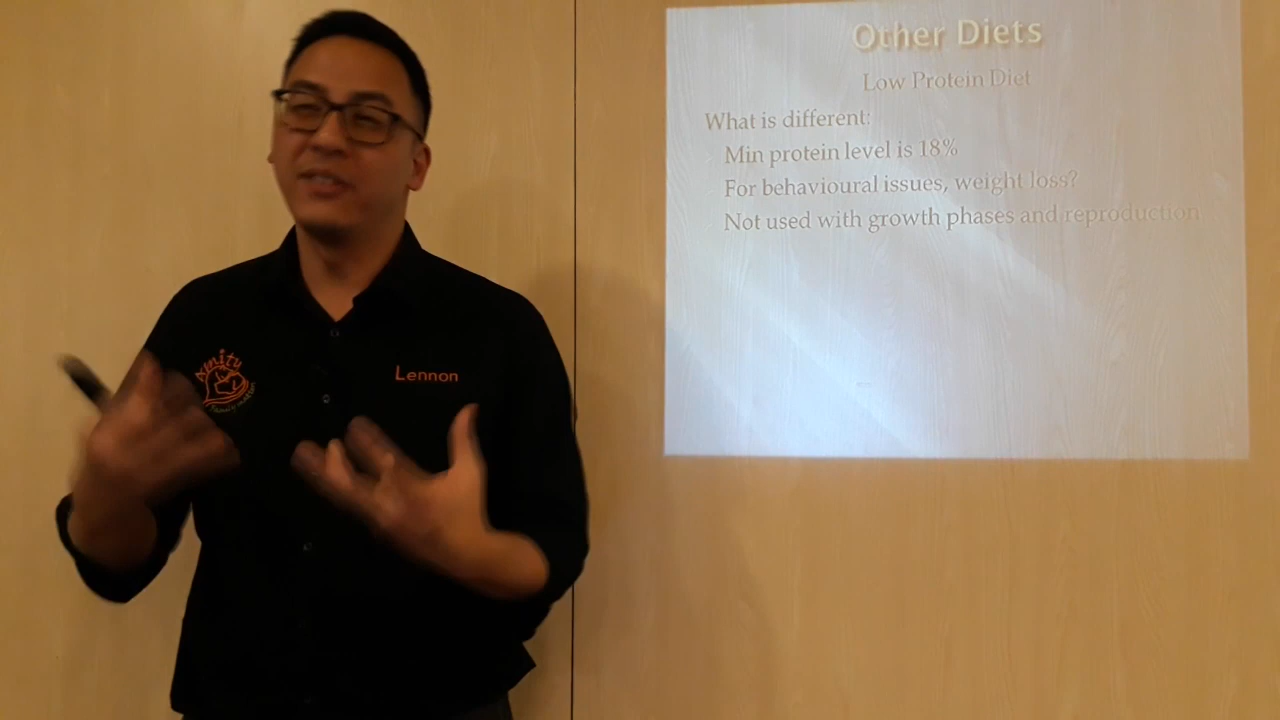 Other Diets
Low Protein Diet
What is different:
Min protein level is 18%
For behavioural issues, weight loss?
Not used with growth phases and reproduction
Amity
Lennon